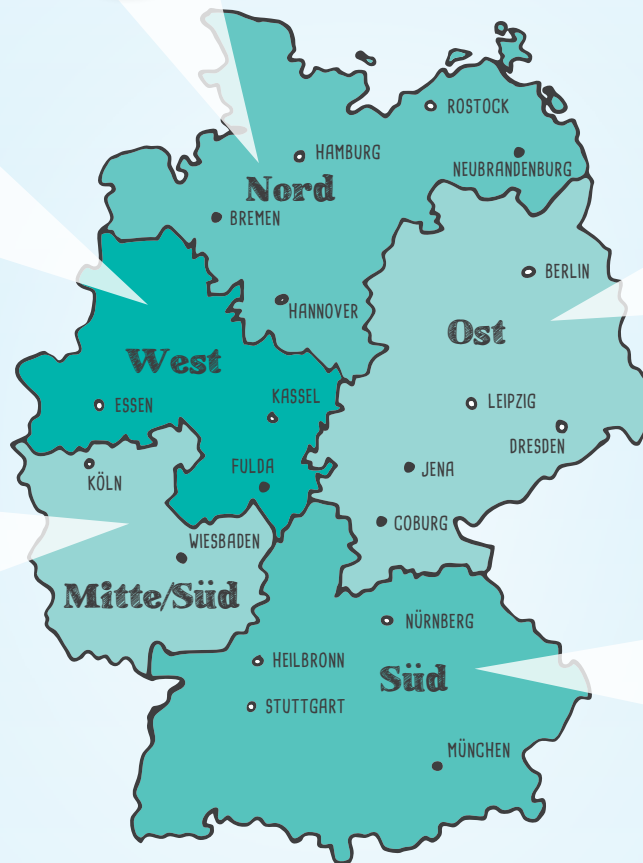 ROSTOCK
HAMBURG
NEUBRANDENBURG
Nord
BREMEN
BERLIN
HANNOVER
Ost
West
KASSEL
ESSEN
LEIPZIG
DRESDEN
FULDA
JENA
KÖLN
COBURG
WIESBADEN
Mitte/Süd
NÜRNBERG
HEILBRONN
Süd
STUTTGART
MÜNCHEN